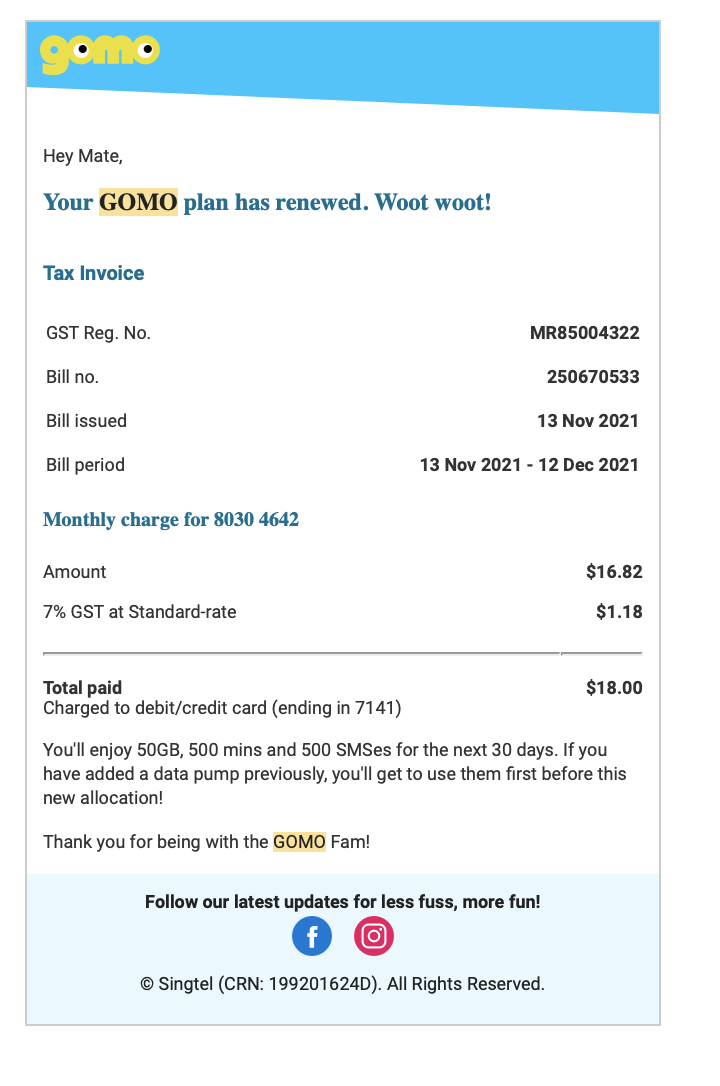 gomo
Hey Mate,
Your GOMO plan has renewed. Woot woot!
Tax Invoice
GST Reg. No. MR85004322
Bill no. 250670533
Bill issued 13 Nov 2021
Bill period 13 Nov 2021 - 12 Dec 2021
Monthly charge for 8030 4642
Amount $16.82
7% GST at Standard-rate $1.18
Total paid $18.00
Charged to debit/credit card (ending in 7141)
You'll enjoy 50GB, 500 mins and 500 SMSes for the next 30 days. If you
have added a data pump previously, you'll get to use them first before this
new allocation!
Thank you for being with the GOMO Fam!
Follow our latest updates for less fuss, more fun!
© Singtel (CRN: 199201624D). All Rights Reserved.